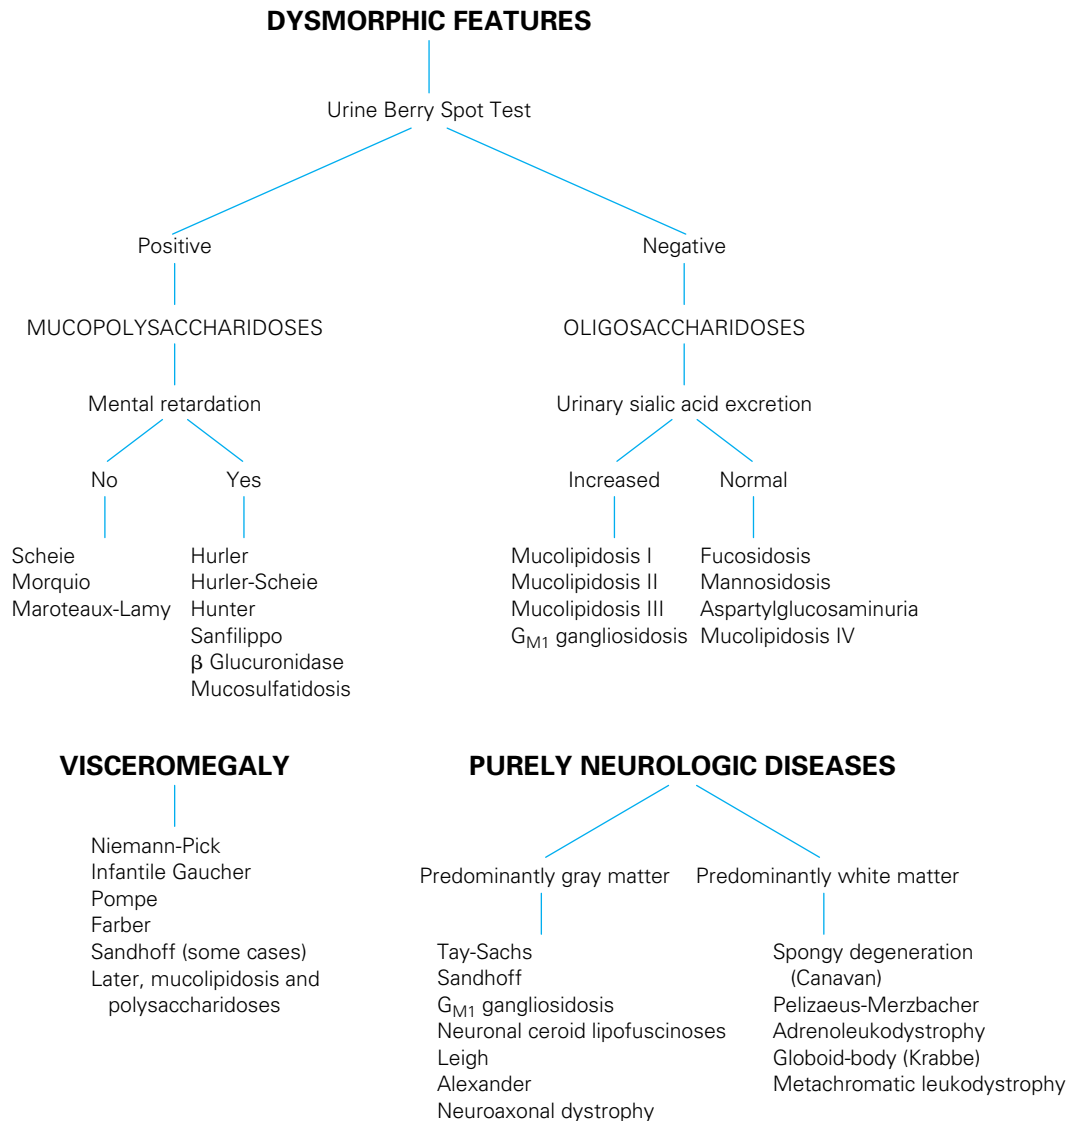 DYSMORPHIC FEATURES
Urine Berry Spot Test
Positive
Negative
MUCOPOLYSACCHARIDOSES
OLIGOSACCHARIDOSES
Mental retardation
Urinary sialic acid excretion
No
Yes
Increased
Normal
Scheie
Morquio
Maroteaux-Lamy
Hurler
Hurler-Scheie
Hunter
Sanfilippo
β Glucuronidase
Mucosulfatidosis
Mucolipidosis I
Mucolipidosis II
Mucolipidosis III
GM1 gangliosidosis
Fucosidosis
Mannosidosis
Aspartylglucosaminuria
Mucolipidosis IV
VISCEROMEGALY
Niemann-Pick
Infantile Gaucher
Pompe
Farber
Sandhoff (some cases)
Later, mucolipidosis and
polysaccharidoses
PURELY NEUROLOGIC DISEASES
Predominantly gray matter
Predominantly white matter
Tay-Sachs
Sandhoff
GM1 gangliosidosis
Neuronal ceroid lipofuscinoses
Leigh
Alexander
Neuroaxonal dystrophy
Spongy degeneration
(Canavan)
Pelizaeus-Merzbacher
Adrenoleukodystrophy
Globoid-body (Krabbe)
Metachromatic leukodystrophy